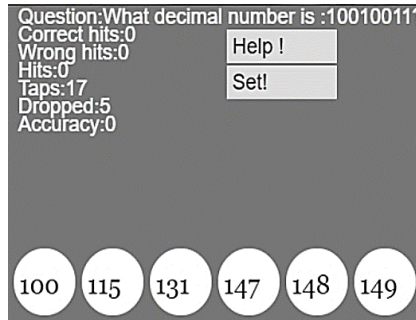 Question:What decimal number is :10010011
Correct hits:0
Wrong hits:0
Hits:0
Taps:17
Dropped:5
Accuracy:0
Help !
Set!
100 115 131 147 148 149